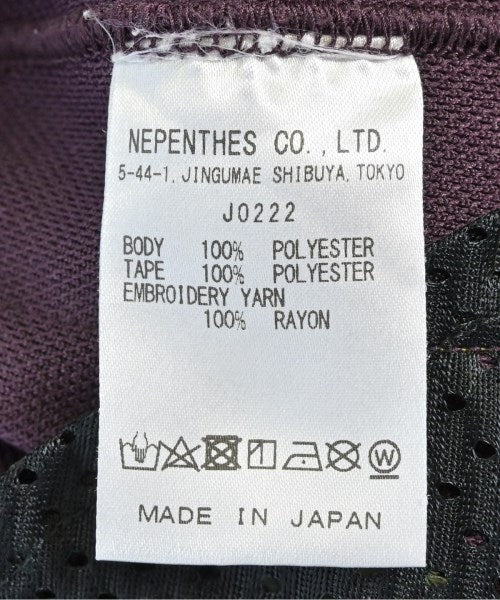 NEPENTHES CO.,LTD.
5-44-1, JINGUMAE SHIBUYA, TOKYO
J0222
BODY 100% POLYESTER
TAPE 100% POLYESTER
EMBROIDERY YARN
100% RAYON
W
MADE IN JAPAN